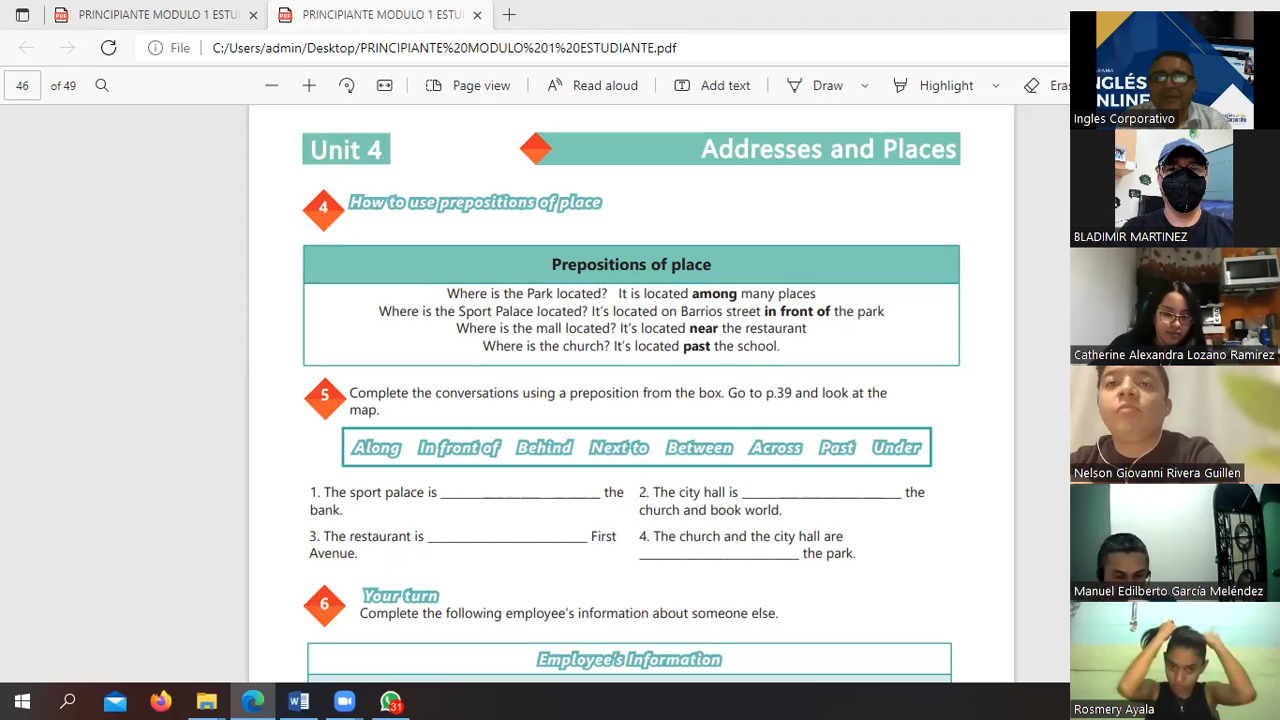 PRINCIPIANTE MODULO 1 ESTU
PRINCIPIANTE MODULO 1 ESTU
File
C:/Users/admin/Desktop/PRINCIPIANTE%20MODULO%201%20ESTUDIANTE.pdf
46 of 49
Page view
Read aloud
Add text
Draw
Highlight
Eras
Unit 4
Addresses and Places
4 How to use prepositions of place
Prepositions of place
Where is the Park located? It is located among many places
Where is the Sport Palace located? It's located on Barrios street in front of the park
Where is the mall located? It's located near the restaurant
Where is the church? It's located past the school.
5 Complete the conversations using a preposition from the box. Go to p.39 and look at the
map.
Along In front of Behind Next to Between Across Past Under
1. The sport palace is ______________________ the
bank.
2. The city hall is ______________________ the
church and book world.
3. The restaurant is ______________________ First
Avenue.
4. The church and the city hall are
______________________ the park.
6 Your turn
Complete the following employee's information about someone else.
Employee's Information
31
NGLÉS
NLINE
Ingles Corporativo
BLADIMIR MARTINEZ
Catherine Alexandra Lozano Ramirez
Nelson Giovanni Rivera Guillen
Manuel Edilberto García Meléndez
Rosmery Ayala